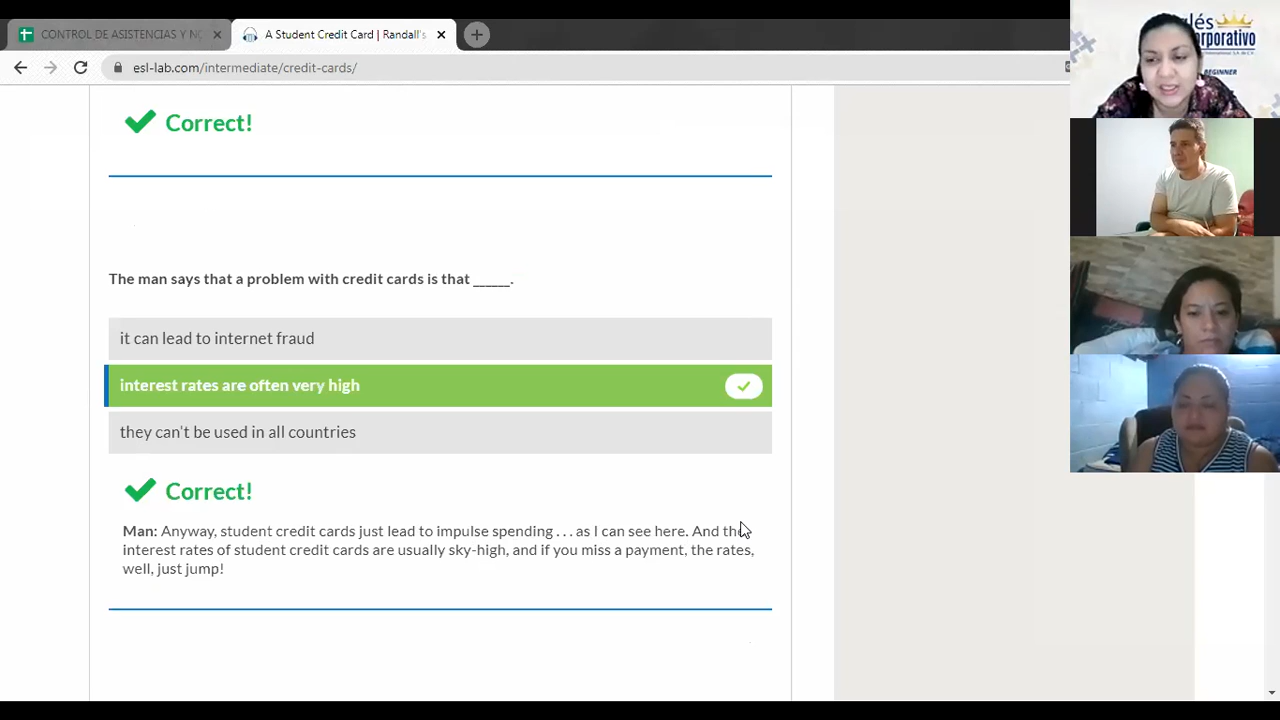 CONTROL DE ASISTENCIAS Y NO
A Student Credit Card | Randall's
esl-lab.com/intermediate/credit-cards/
glés
orporativo
BEGINNER
Correct!
The man says that a problem with credit cards is that ______.
it can lead to internet fraud
interest rates are often very high
they can't be used in all countries
Correct!
Man: Anyway, student credit cards just lead to impulse spending . . . as I can see here. And the
interest rates of student credit cards are usually sky-high, and if you miss a payment, the rates,
well, just jump!